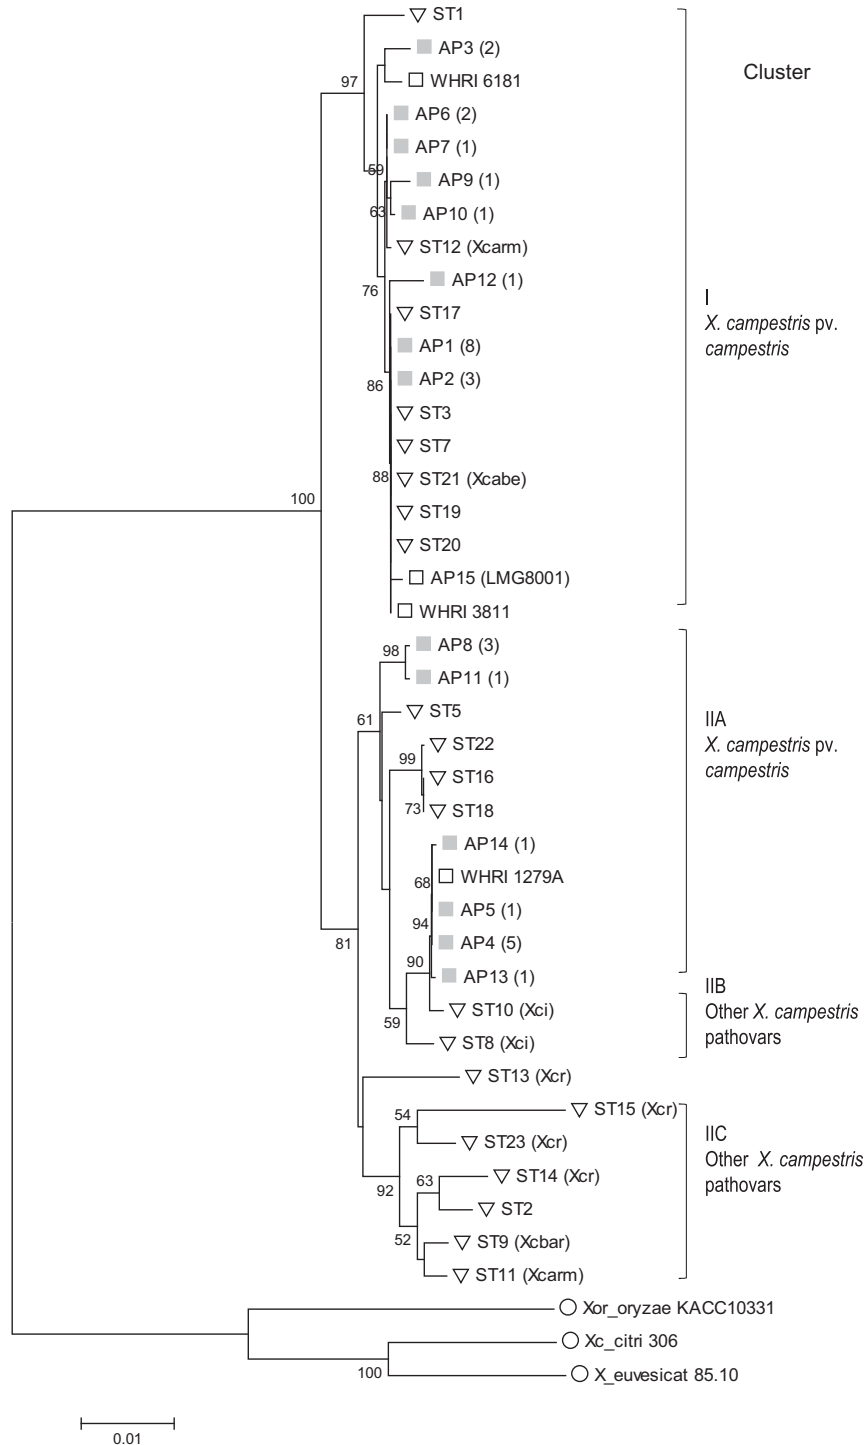 ST1
AP3 (2)
Cluster
97
WHRI 6181
AP6 (2)
AP7 (1)
59
AP9 (1)
63
AP10 (1)
ST12 (Xcarm)
AP12 (1)
76
I
ST17
X. campestris pv.
AP1 (8)
campestris
AP2 (3)
86
ST3
ST7
88
ST21 (Xcabe)
100
ST19
ST20
AP15 (LMG8001)
WHRI 3811
98
AP8 (3)
AP11 (1)
61
ST5
IIA
ST22
X. campestris pv.
99
ST16
campestris
73
ST18
AP14 (1)
68
WHRI 1279A
AP5 (1)
94
81
AP4 (5)
90
AP13 (1)
IIB
ST10 (Xci)
Other X. campestris
59
ST8 (Xci)
pathovars
ST13 (Xcr)
54
ST15 (Xcr)
IIC
ST23 (Xcr)
Other X. campestris
63
ST14 (Xcr)
pathovars
92
ST2
52
ST9 (Xcbar)
ST11 (Xcarm)
Xor_oryzae KACC10331
Xc_citri 306
100
X_euvesicat 85.10
0.01